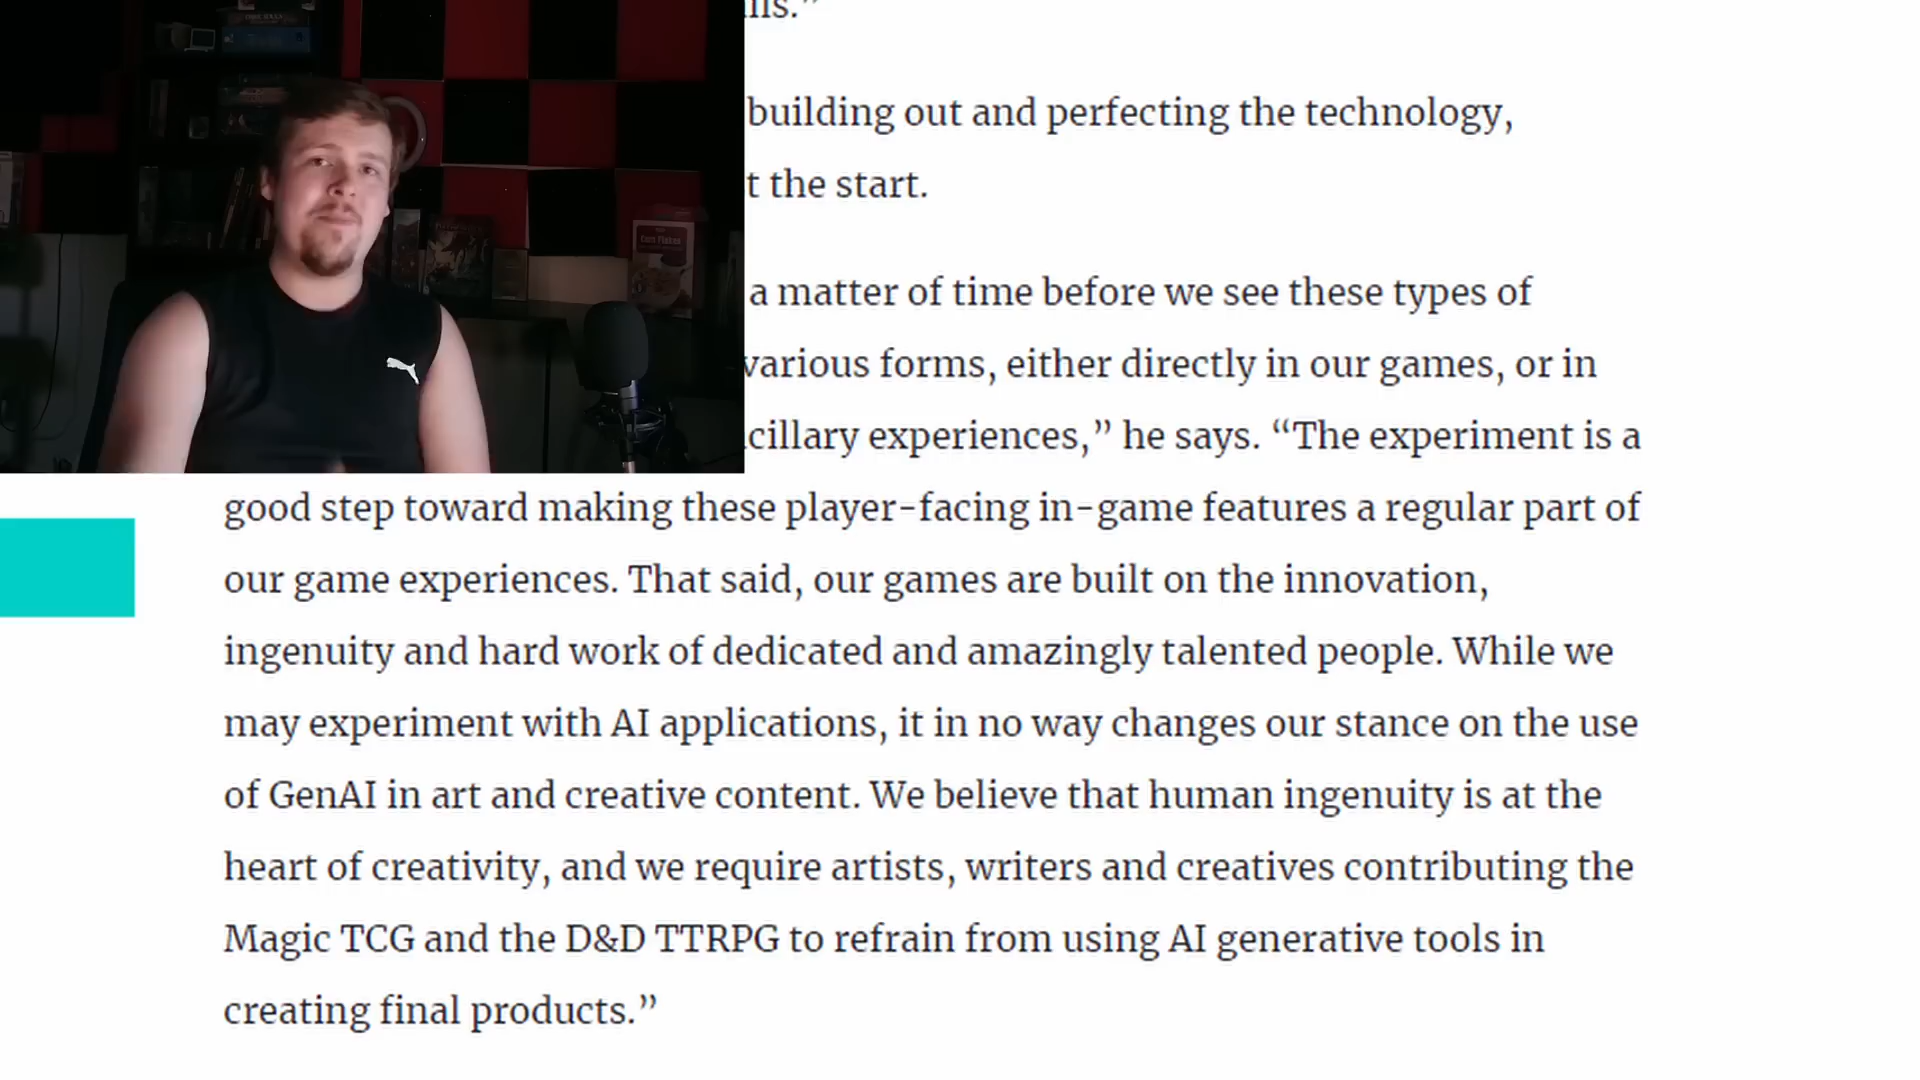 building out and perfecting the technology,
t the start.
a matter of time before we see these types of
various forms, either directly in our games, or in
cillary experiences,” he says. “The experiment is a
good step toward making these player-facing in-game features a regular part of
our game experiences. That said, our games are built on the innovation,
ingenuity and hard work of dedicated and amazingly talented people. While we
may experiment with AI applications, it in no way changes our stance on the use
of GenAI in art and creative content. We believe that human ingenuity is at the
heart of creativity, and we require artists, writers and creatives contributing the
Magic TCG and the D&D TTRPG to refrain from using AI generative tools in
creating final products.”
Corn Flakes